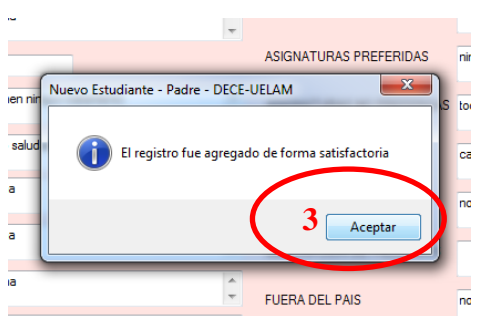 ASIGNATURAS PREFERIDAS
Nuevo Estudiante - Padre - DECE-UELAM
salud
El registro fue agregado de forma satisfactoria
3
Aceptar
FUERA DEL PAIS